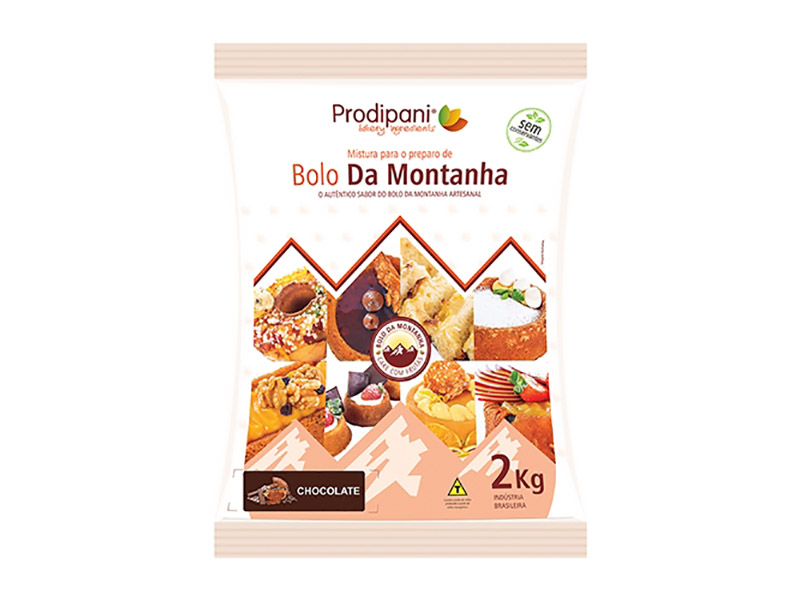 Prodipani®
bakery ingredients
sem
conservantes
Mistura para o preparo de
Bolo Da Montanha
O AUTÊNTICO SABOR DO BOLO DA MONTANHA ARTESANAL
BOLO DA MONTANHA
CAKE COM FRUTAS
CHOCOLATE
T
2Kg
INDÚSTRIA
BRASILEIRA